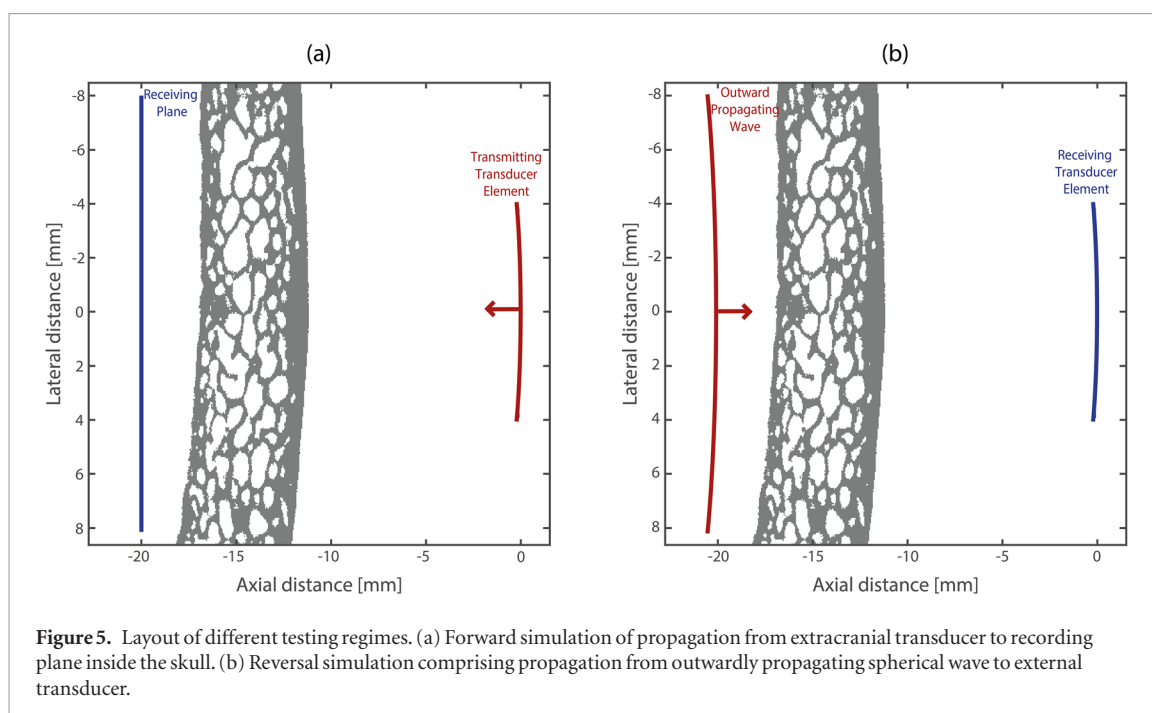 (a)
Receiving
Plane
Transmitting
Transducer
Element
Lateral distance [mm]
-8
-6
-4
-2
0
2
4
6
8
-20
-15
-10
-5
0
Axial distance [mm]
(b)
Outward
Propagating
Wave
Receiving
Transducer
Element
Lateral distance [mm]
-8
-6
-4
-2
0
2
4
6
8
-20
-15
-10
-5
0
Axial distance [mm]
Figure 5. Layout of different testing regimes. (a) Forward simulation of propagation from extracranial transducer to recording
plane inside the skull. (b) Reversal simulation comprising propagation from outwardly propagating spherical wave to external
transducer.